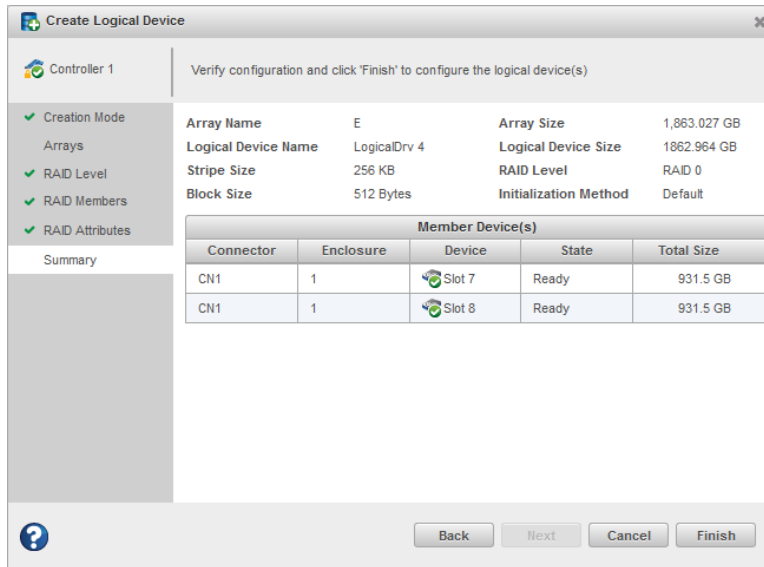 Create Logical Device
Controller 1
Verify configuration and click 'Finish' to configure the logical device(s)
Creation Mode
Arrays
RAID Level
RAID Members
RAID Attributes
Summary
Array Name E Array Size 1,863.027 GB
Logical Device Name LogicalDrv 4 Logical Device Size 1862.964 GB
Stripe Size 256 KB RAID Level RAID 0
Block Size 512 Bytes Initialization Method Default
Member Device(s)
Connector Enclosure Device State Total Size
CN1 1 Slot 7 Ready 931.5 GB
CN1 1 Slot 8 Ready 931.5 GB
? Back Next Cancel Finish